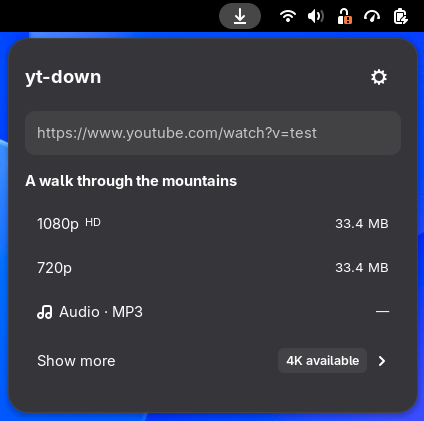 yt-down
https://www.youtube.com/watch?v=test
A walk through the mountains
1080p HD 33.4 MB
720p 33.4 MB
Audio · MP3 —
Show more 4K available